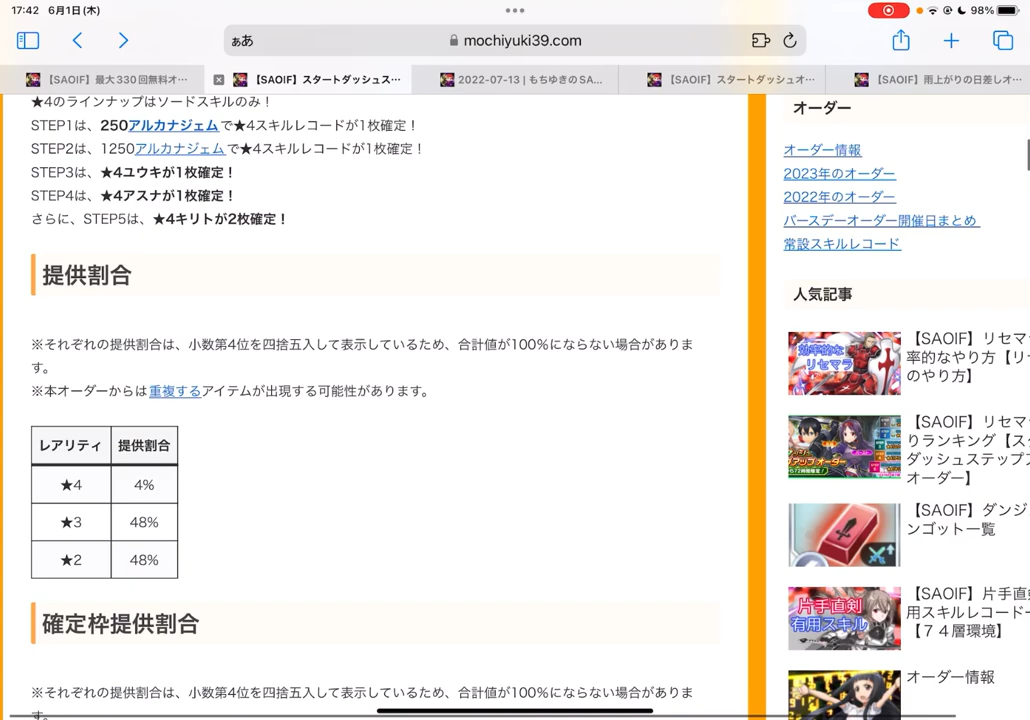 17:42 6月1日(木)
98%
ぁあ
mochiyuki39.com
【SAOIF】最大330回無料オ…
【SAOIF】スタートダッシュス…
2022-07-13 | もちゆきのSA...
【SAOIF】スタートダッシュオ…
【SAOIF】雨上がりの日差しオ…
★4のラインナップはソードスキルのみ！
STEP1は、250アルカナジェムで★4スキルレコードが1枚確定！
STEP2は、1250アルカナジェムで★4スキルレコードが1枚確定！
STEP3は、★4ユウキが1枚確定！
STEP4は、★4アスナが1枚確定！
さらに、STEP5は、★4キリトが2枚確定！
提供割合
※それぞれの提供割合は、小数第4位を四捨五入して表示しているため、合計値が100%にならない場合がありま
す。
※本オーダーからは重複するアイテムが出現する可能性があります。
レアリティ 提供割合
★4 4%
★3 48%
★2 48%
確定枠提供割合
※それぞれの提供割合は、小数第4位を四捨五入して表示しているため、合計値が100%にならない場合がありま
す。
オーダー
オーダー情報
2023年のオーダー
2022年のオーダー
バースデーオーダー開催日まとめ
常設スキルレコード
人気記事
効率的な
リセマラ
【SAOIF】リセマ
率的なやり方【リセ
のやり方】
【SAOIF】リセマ
りランキング【スタ
ダッシュステップス
オーダー】
【SAOIF】ダンジ
ンゴット一覧
片手直剣
有用スキル
【SAOIF】片手直剣
用スキルレコード
【７４層環境】
オーダー情報